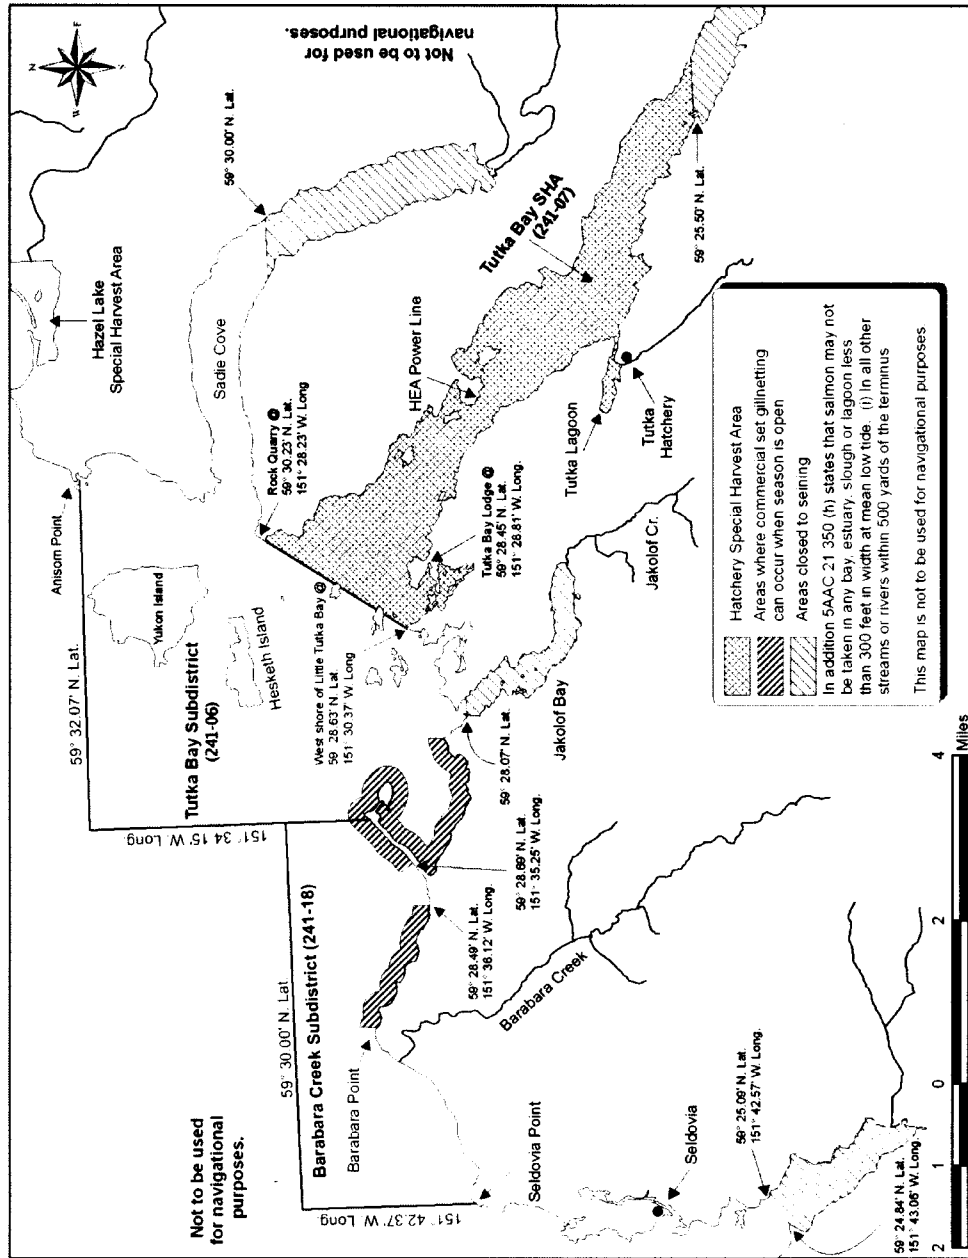 Not to be used for
navigational purposes.
N
E
S
W
59° 30.00' N. Lat.
Hazel Lake
Special Harvest Area
Sadie Cove
Anisom Point
Rock Quarry @
59° 30.23' N. Lat.
151° 28.23' W. Long
HEA Power Line
Tutka Bay SHA
(241-07)
59° 25.50' N. Lat.
59° 32.07' N. Lat.
Yukon Island
Hesketh Island
Tutka Bay Subdistrict
(241-06)
West shore of Little Tutka Bay @
59° 28.63' N. Lat
151° 30.37' W. Long
Tutka Bay Lodge @
59° 28.45' N. Lat.
151° 28.81' W. Long.
Tutka Lagoon
Tutka
Hatchery
Jakolof Cr.
Jakolof Bay
59° 28.07' N. Lat.
151° 34 15' W. Long
59° 28.69' N. Lat.
151° 35.25' W. Long.
59° 28.49' N. Lat.
151° 36.12' W. Long.
59° 30 00' N. Lat
Barabara Creek Subdistrict (241-18)
Barabara Point
Barabara Creek
Not to be used
for navigational
purposes.
151° 42.37' W. Long.
Seldovia Point
Seldovia
59° 25.09' N. Lat.
151° 42.57' W. Long.
59° 24.84' N. Lat.
151° 43.06' W. Long.
Hatchery Special Harvest Area
Areas where commercial set gillnetting
can occur when season is open
Areas closed to seining
In addition 5AAC 21 350 (h) states that salmon may not
be taken in any bay, estuary, slough or lagoon less
than 300 feet in width at mean low tide. (i) In all other
streams or rivers within 500 yards of the terminus
This map is not to be used for navigational purposes
2 1 0 2 4
Miles